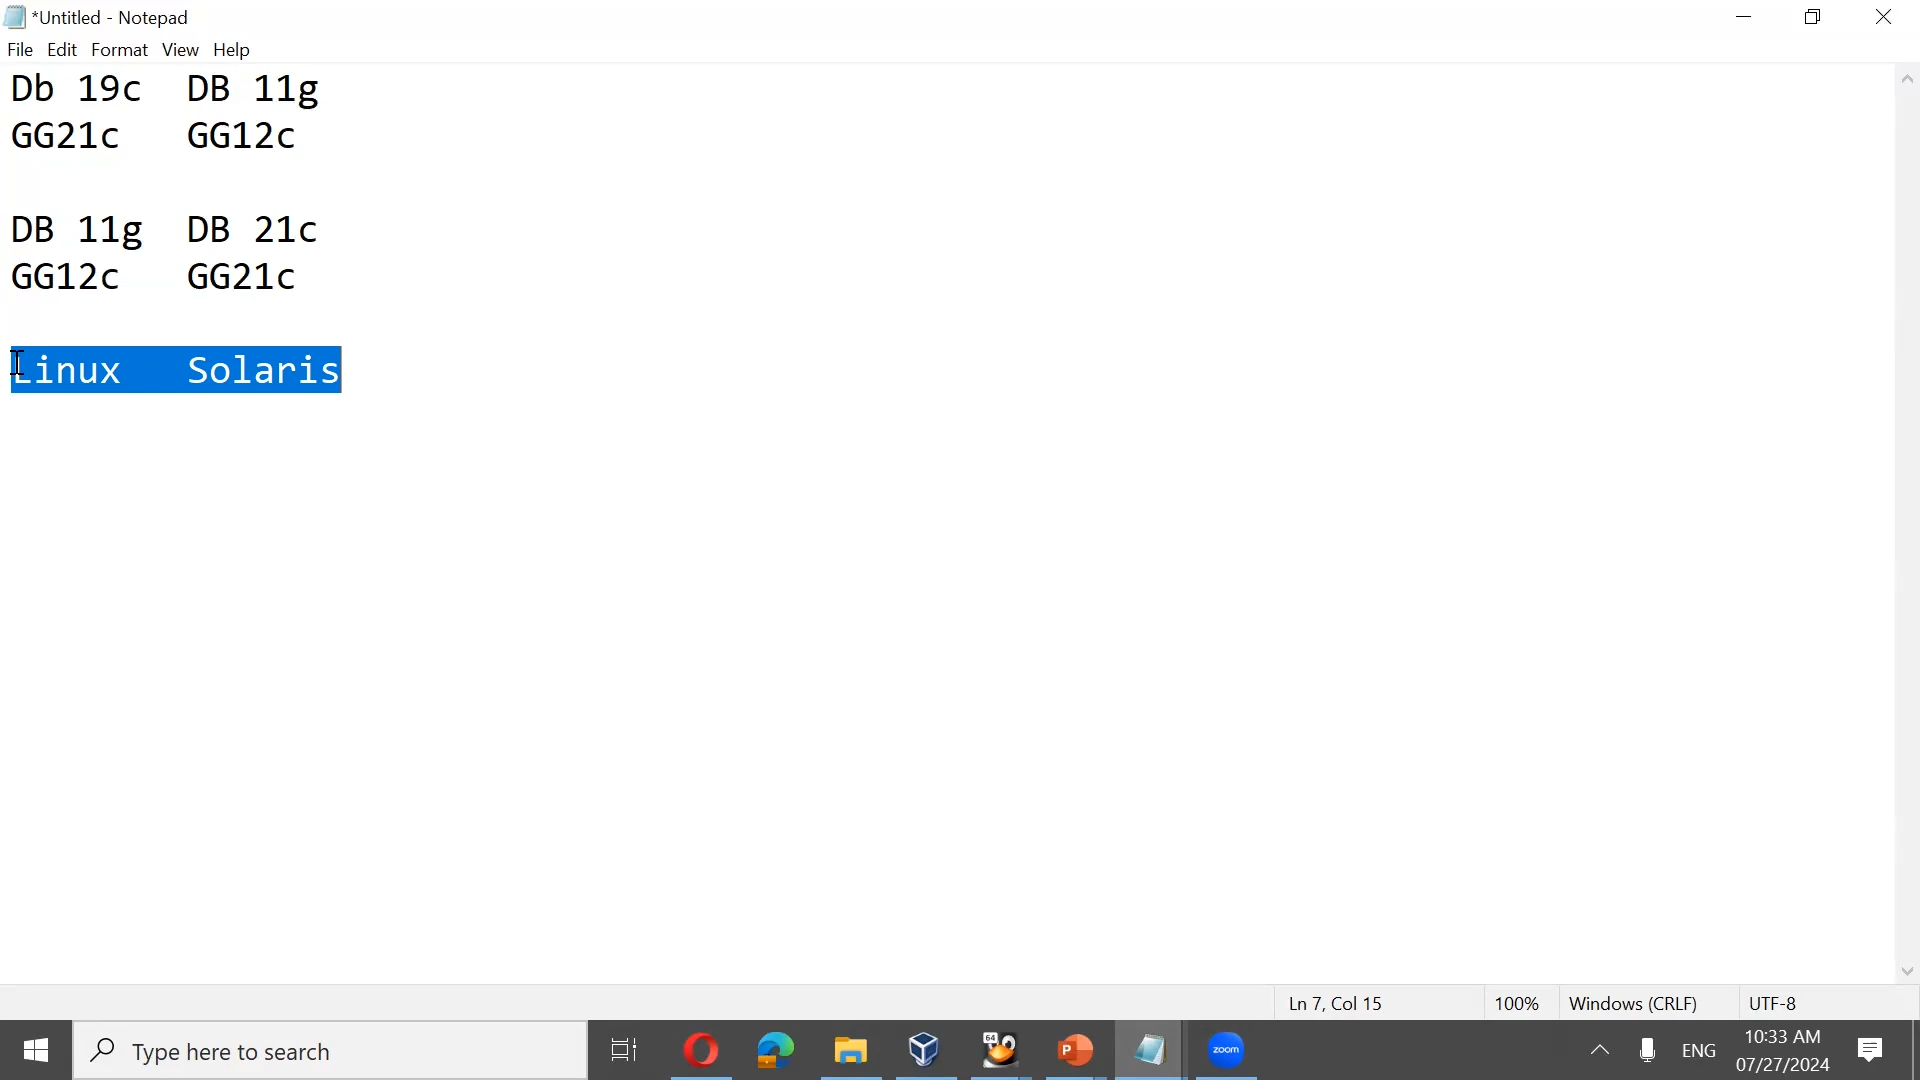 *Untitled - Notepad
File Edit Format View Help
Db 19c DB 11g
GG21c GG12c
DB 11g DB 21c
GG12c GG21c
Linux Solaris
Ln 7, Col 15 100% Windows (CRLF) UTF-8
Type here to search
64
P
zoom
ENG
10:33 AM
07/27/2024